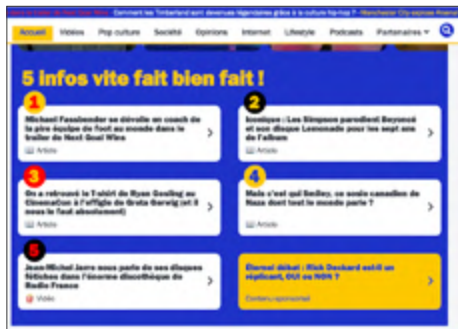 Comment les Timberland sont devenues légendaires grâce à la culture hip-hop ? - Manchester City
Accueil Vidéos Pop culture Société Opinions Internet Lifestyle Podcasts Partenaires
5 infos vite fait bien fait !
1
Michael Fassbender se dévoile en coach de
la pire équipe de foot au monde dans le
trailer de Next Goal Wins
Article
2
Iconique : Les Simpson parodient Beyoncé
et son disque Lemonade pour les sept ans
de l'album
Article
3
On a retrouvé le T-shirt de Ryan Gosling au
CinemaCon à l'effigie de Greta Gerwig (et il
nous le faut absolument)
Article
4
Mais c'est qui Smiley, ce sosie canadien de
Naza dont tout le monde parle ?
Article
5
Jean-Michel Jarre nous parle de ses disques
fétiches dans l'énorme discothèque de
Radio France
Vidéo
Éternel débat : Rick Deckard est-il un
réplicant, OUI ou NON ?
Contenu sponsorisé